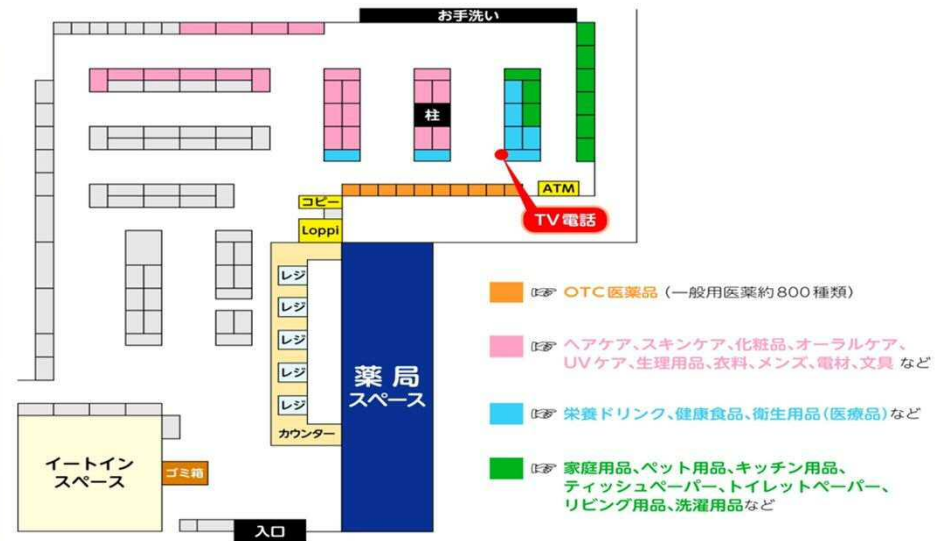 お手洗い
柱
ATM
コピー
TV電話
Loppi
レジ
レジ
レジ
レジ
レジ
カウンター
薬局
スペース
イートイン
スペース
ゴミ箱
入口
☞ OTC医薬品（一般用医薬約800種類）
☞ ヘアケア、スキンケア、化粧品、オーラルケア、
UVケア、生理用品、衣料、メンズ、電材、文具 など
☞ 栄養ドリンク、健康食品、衛生用品（医療品）など
☞ 家庭用品、ペット用品、キッチン用品、
ティッシュペーパー、トイレットペーパー、
リビング用品、洗濯用品など